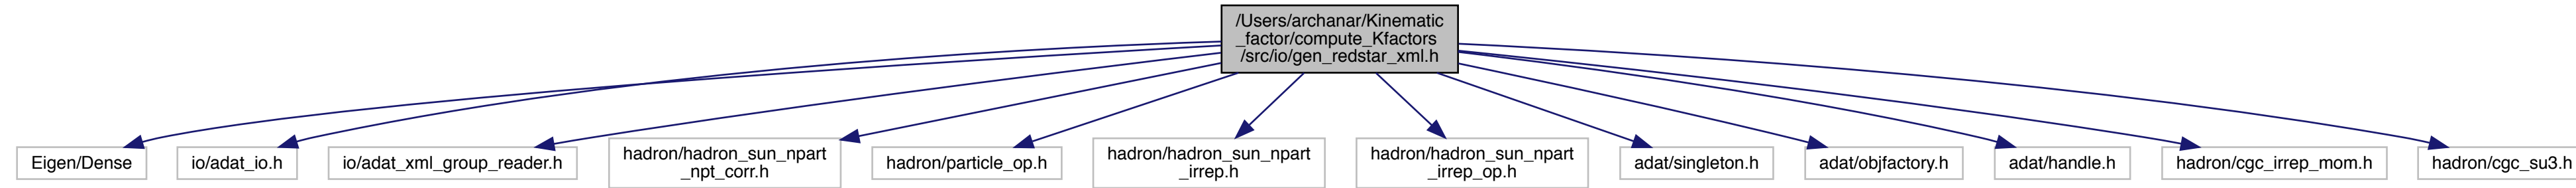 /Users/archanar/Kinematic
_factor/compute_Kfactors
/src/io/gen_redstar_xml.h
Eigen/Dense
io/adat_io.h
io/adat_xml_group_reader.h
hadron/hadron_sun_npart
_npt_corr.h
hadron/particle_op.h
hadron/hadron_sun_npart
_irrep.h
hadron/hadron_sun_npart
_irrep_op.h
adat/singleton.h
adat/objfactory.h
adat/handle.h
hadron/cgc_irrep_mom.h
hadron/cgc_su3.h